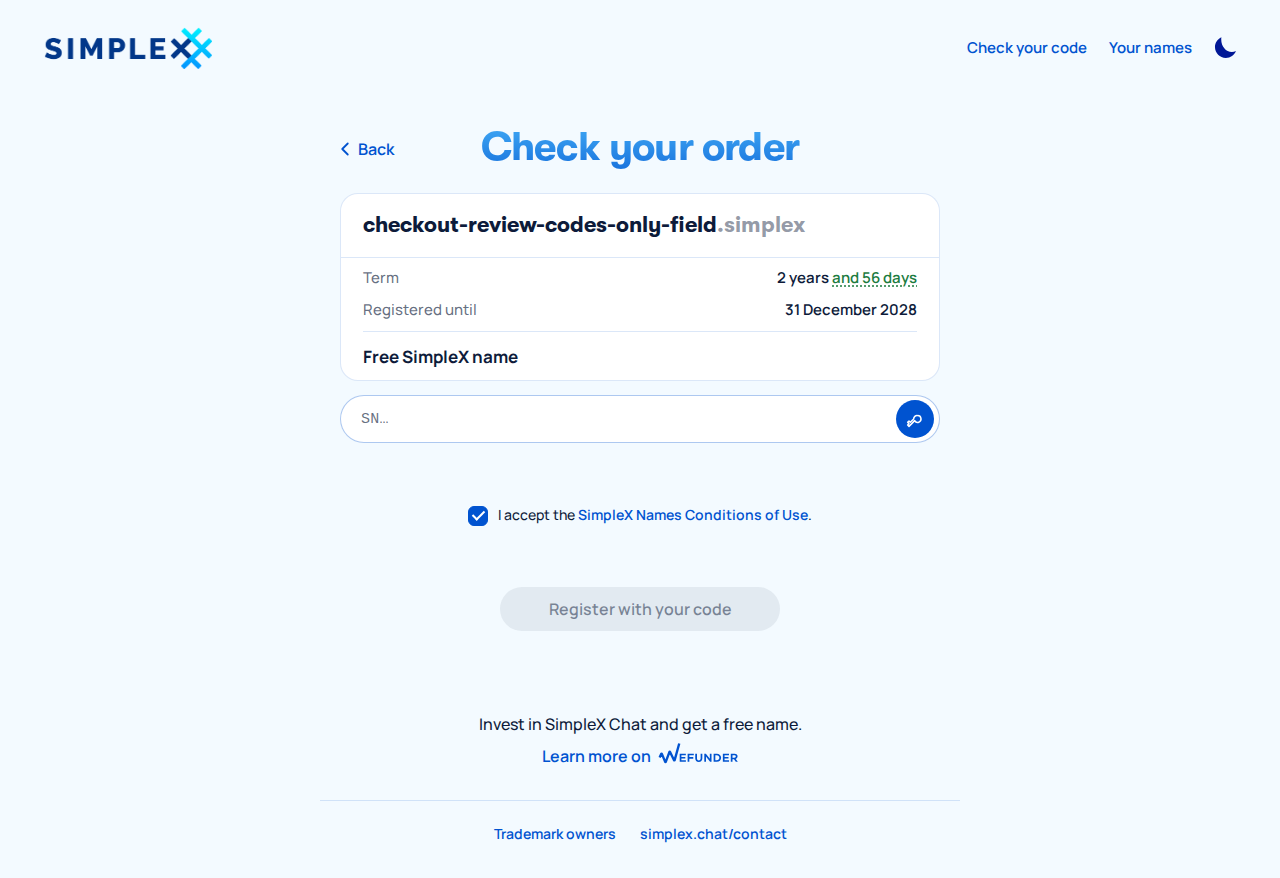 SIMPLEX
Check your code
Your names
Back
Check your order
checkout-review-codes-only-field.simplex
Term
2 years and 56 days
Registered until
31 December 2028
Free SimpleX name
SN…
I accept the SimpleX Names Conditions of Use.
Register with your code
Invest in SimpleX Chat and get a free name.
Learn more on WEFUNDER
Trademark owners
simplex.chat/contact